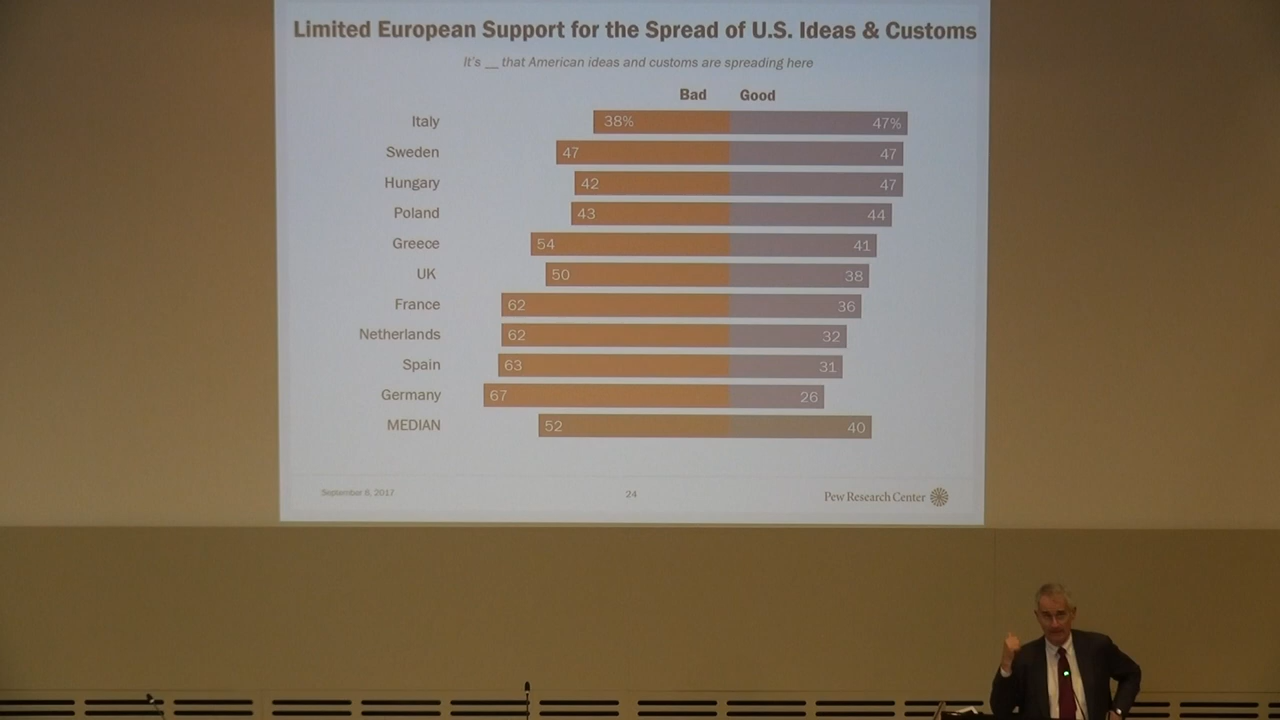 Limited European Support for the Spread of U.S. Ideas & Customs
It's __ that American ideas and customs are spreading here
Bad Good
Italy 38% 47%
Sweden 47 47
Hungary 42 47
Poland 43 44
Greece 54 41
UK 50 38
France 62 36
Netherlands 62 32
Spain 63 31
Germany 67 26
MEDIAN 52 40
September 8, 2017 24 Pew Research Center